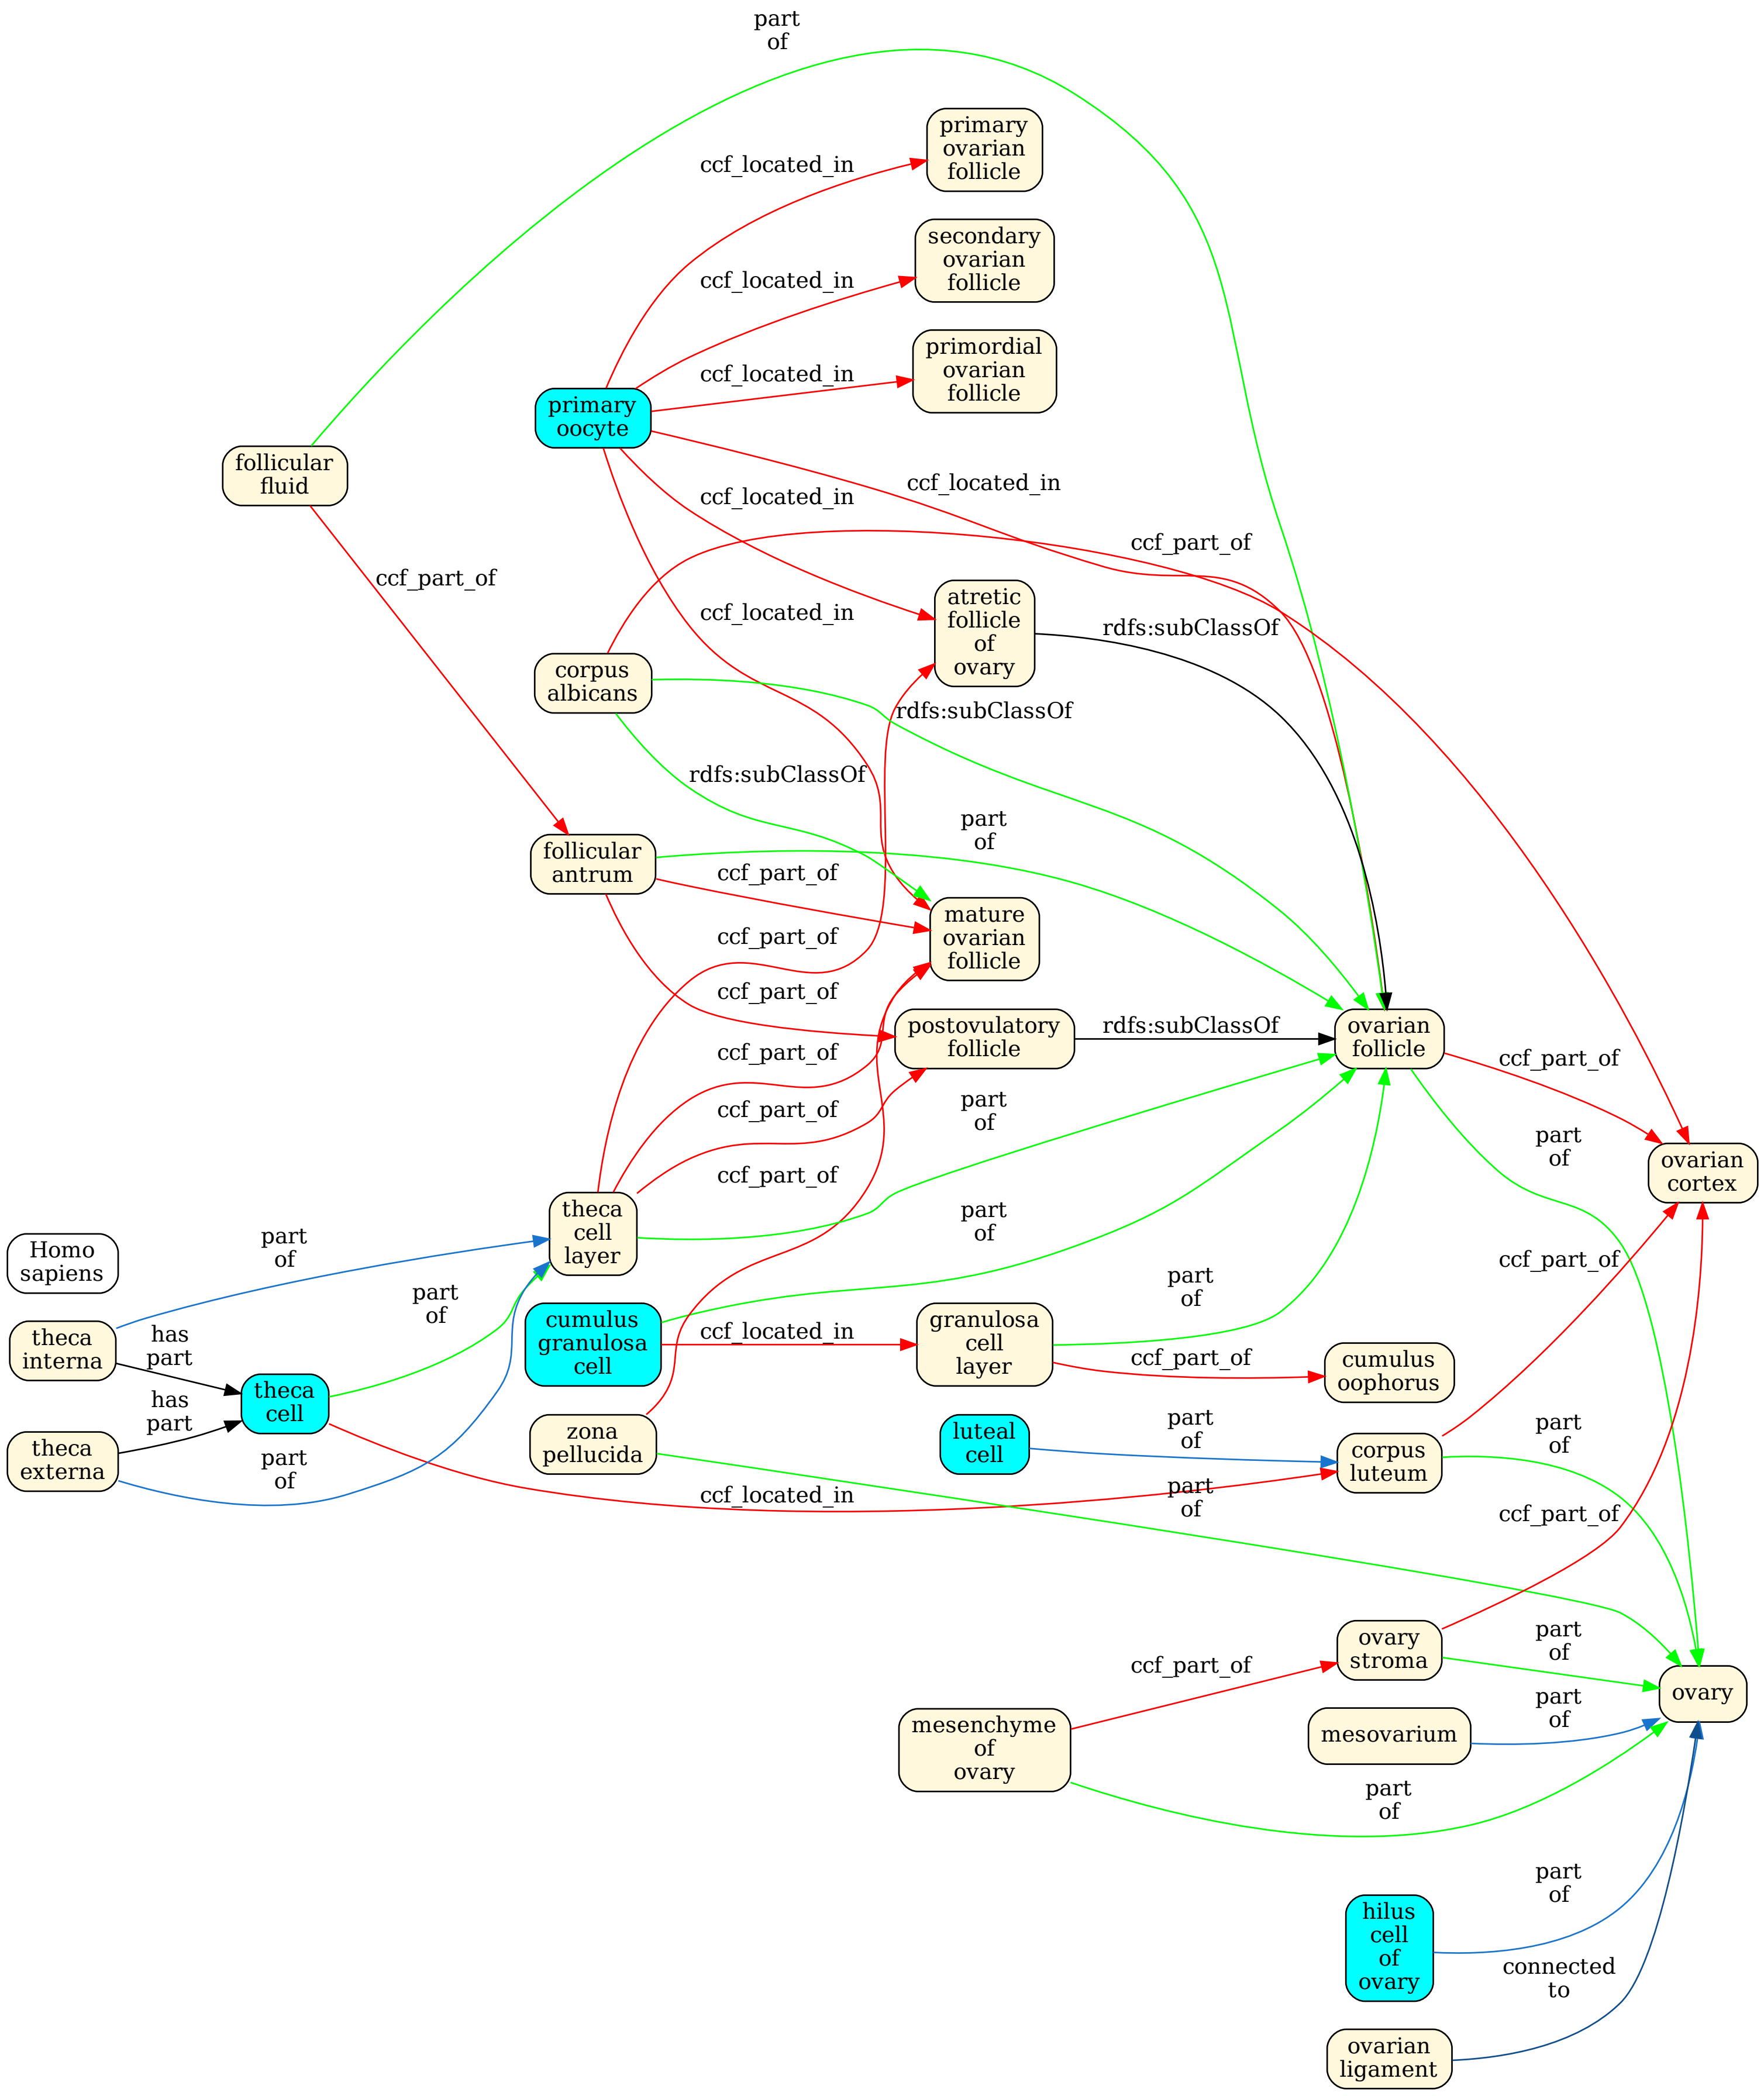 part
of
primary
ovarian
follicle
ccf_located_in
secondary
ovarian
follicle
ccf_located_in
primordial
ovarian
follicle
ccf_located_in
primary
oocyte
follicular
fluid
ccf_located_in
ccf_located_in
ccf_part_of
ccf_part_of
atretic
follicle
of
ovary
ccf_located_in
rdfs:subClassOf
corpus
albicans
rdfs:subClassOf
rdfs:subClassOf
part
of
follicular
antrum
ccf_part_of
mature
ovarian
follicle
ccf_part_of
ccf_part_of
postovulatory
follicle
rdfs:subClassOf
ovarian
follicle
ccf_part_of
ccf_part_of
ccf_part_of
part
of
part
of
ovarian
cortex
ccf_part_of
theca
cell
layer
part
of
Homo
sapiens
part
of
part
of
ccf_part_of
part
of
cumulus
granulosa
cell
ccf_located_in
granulosa
cell
layer
theca
interna
has
part
ccf_part_of
cumulus
oophorus
theca
cell
has
part
theca
externa
part
of
zona
pellucida
luteal
cell
part
of
corpus
luteum
part
of
ccf_located_in
part
of
ccf_part_of
ovary
stroma
part
of
ccf_part_of
ovary
mesenchyme
of
ovary
mesovarium
part
of
part
of
hilus
cell
of
ovary
part
of
connected
to
ovarian
ligament